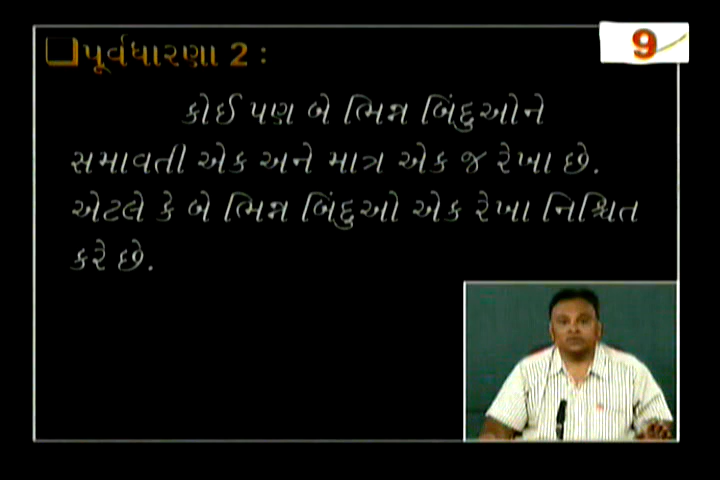 પૂર્વધારણા 2 :
9
કોઈ પણ બે ભિન્ન બિંદુઓને
સમાવતી એક અને માત્ર એક જ રેખા છે.
એટલે કે બે ભિન્ન બિંદુઓ એક રેખા નિશ્ચિત
કરે છે.